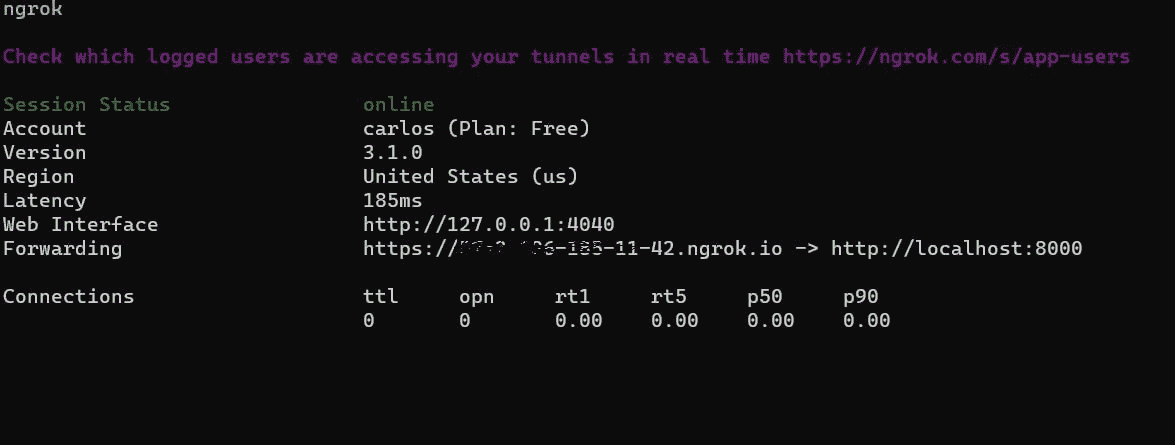 ngrok
Check which logged users are accessing your tunnels in real time https://ngrok.com/s/app-users
Session Status online
Account carlos (Plan: Free)
Version 3.1.0
Region United States (us)
Latency 185ms
Web Interface http://127.0.0.1:4040
Forwarding https:// -11-42.ngrok.io -> http://localhost:8000
Connections ttl opn rt1 rt5 p50 p90
0 0 0.00 0.00 0.00 0.00